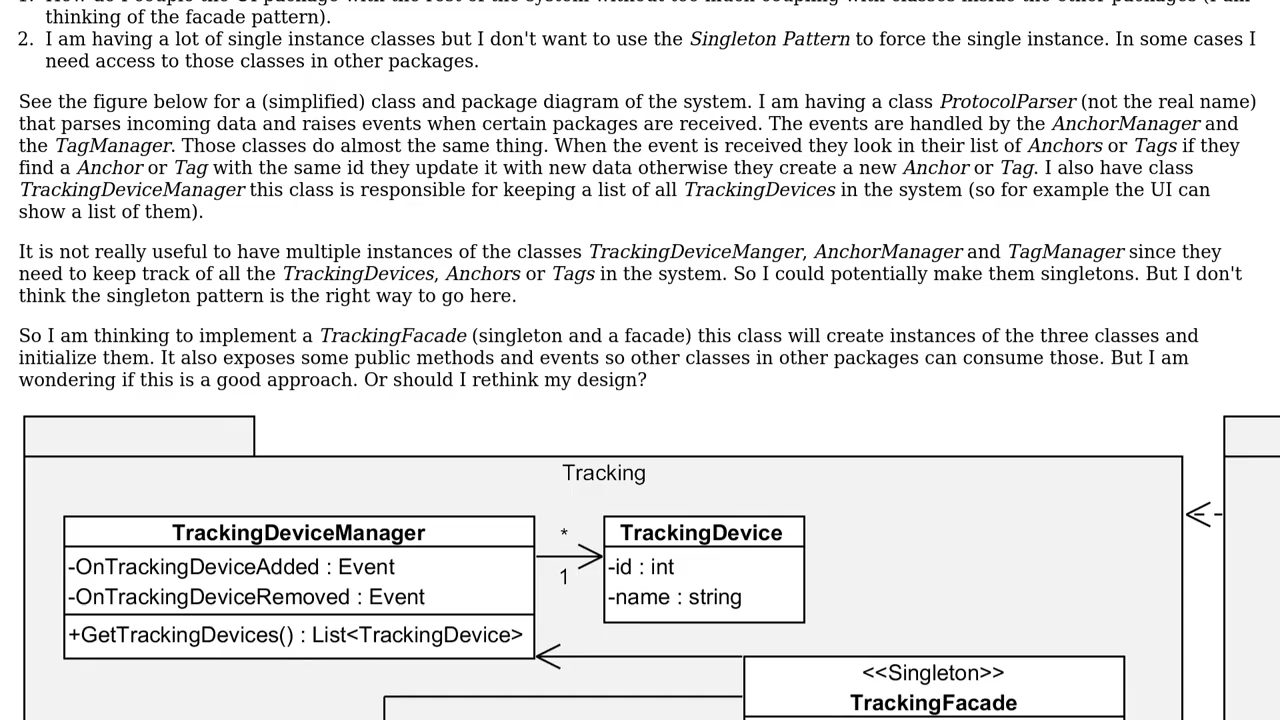 thinking of the facade pattern).
2. I am having a lot of single instance classes but I don't want to use the Singleton Pattern to force the single instance. In some cases I
need access to those classes in other packages.
See the figure below for a (simplified) class and package diagram of the system. I am having a class ProtocolParser (not the real name)
that parses incoming data and raises events when certain packages are received. The events are handled by the AnchorManager and
the TagManager. Those classes do almost the same thing. When the event is received they look in their list of Anchors or Tags if they
find a Anchor or Tag with the same id they update it with new data otherwise they create a new Anchor or Tag. I also have class
TrackingDeviceManager this class is responsible for keeping a list of all TrackingDevices in the system (so for example the UI can
show a list of them).
It is not really useful to have multiple instances of the classes TrackingDeviceManger, AnchorManager and TagManager since they
need to keep track of all the TrackingDevices, Anchors or Tags in the system. So I could potentially make them singletons. But I don't
think the singleton pattern is the right way to go here.
So I am thinking to implement a TrackingFacade (singleton and a facade) this class will create instances of the three classes and
initialize them. It also exposes some public methods and events so other classes in other packages can consume those. But I am
wondering if this is a good approach. Or should I rethink my design?
Tracking
TrackingDeviceManager
-OnTrackingDeviceAdded : Event
-OnTrackingDeviceRemoved : Event
+GetTrackingDevices() : List<TrackingDevice>
*
1
TrackingDevice
-id : int
-name : string
<<Singleton>>
TrackingFacade